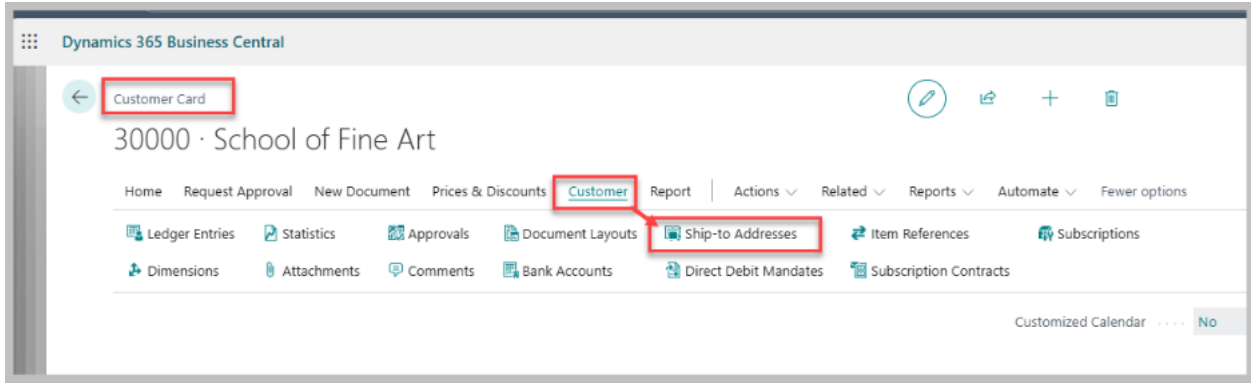 Dynamics 365 Business Central
Customer Card
30000 · School of Fine Art
Home Request Approval New Document Prices & Discounts Customer Report Actions Related Reports Automate Fewer options
Ledger Entries Statistics Approvals Document Layouts Ship-to Addresses Item References Subscriptions
Dimensions Attachments Comments Bank Accounts Direct Debit Mandates Subscription Contracts
Customized Calendar ···· No